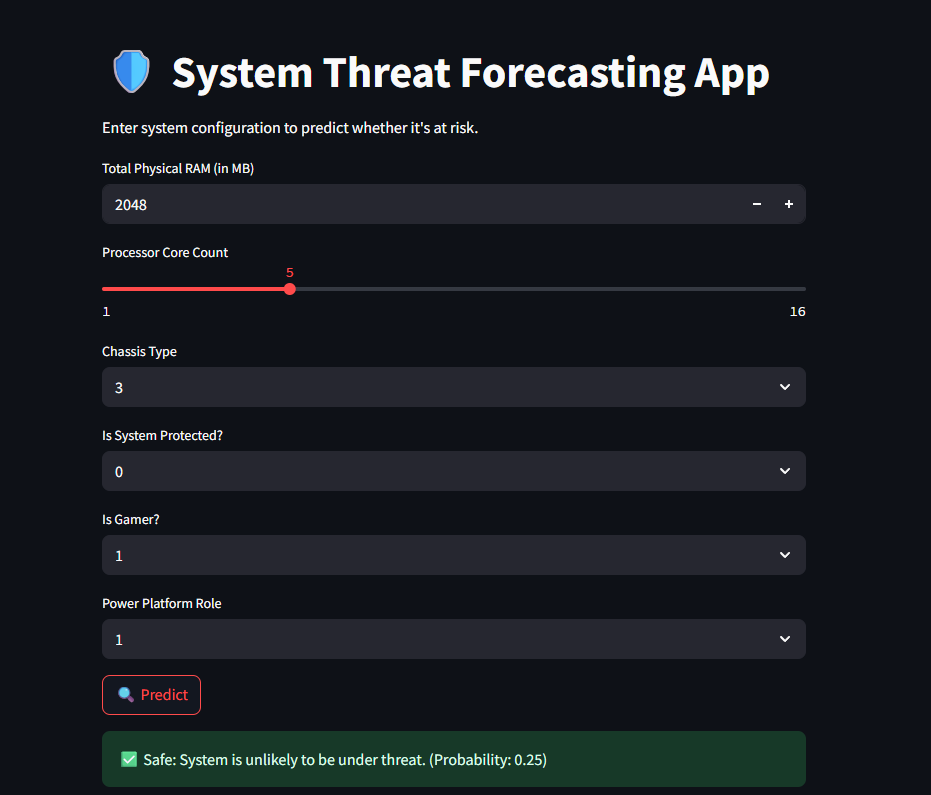 System Threat Forecasting App
Enter system configuration to predict whether it's at risk.
Total Physical RAM (in MB)
2048 − +
Processor Core Count
5
1 16
Chassis Type
3
Is System Protected?
0
Is Gamer?
1
Power Platform Role
1
Predict
Safe: System is unlikely to be under threat. (Probability: 0.25)